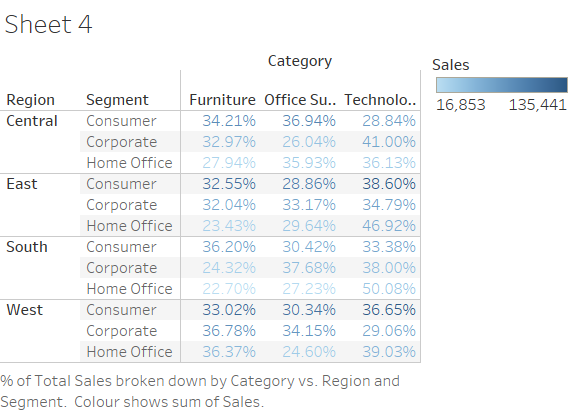 Sheet 4
Category
Sales
16,853 135,441
Region Segment Furniture Office Su.. Technolo..
Central Consumer 34.21% 36.94% 28.84%
Corporate 32.97% 26.04% 41.00%
Home Office 27.94% 35.93% 36.13%
East Consumer 32.55% 28.86% 38.60%
Corporate 32.04% 33.17% 34.79%
Home Office 23.43% 29.64% 46.92%
South Consumer 36.20% 30.42% 33.38%
Corporate 24.32% 37.68% 38.00%
Home Office 22.70% 27.23% 50.08%
West Consumer 33.02% 30.34% 36.65%
Corporate 36.78% 34.15% 29.06%
Home Office 36.37% 24.60% 39.03%
% of Total Sales broken down by Category vs. Region and
Segment. Colour shows sum of Sales.